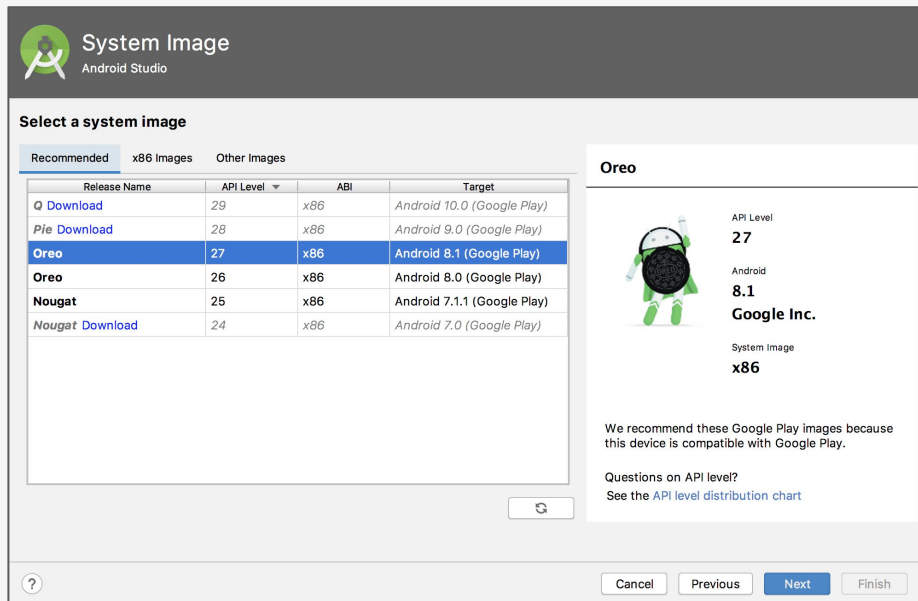 System Image
Android Studio
Select a system image
Recommended x86 Images Other Images
Release Name API Level ABI Target
Q Download 29 x86 Android 10.0 (Google Play)
Pie Download 28 x86 Android 9.0 (Google Play)
Oreo 27 x86 Android 8.1 (Google Play)
Oreo 26 x86 Android 8.0 (Google Play)
Nougat 25 x86 Android 7.1.1 (Google Play)
Nougat Download 24 x86 Android 7.0 (Google Play)
Oreo
OREO
API Level
27
Android
8.1
Google Inc.
System Image
x86
We recommend these Google Play images because
this device is compatible with Google Play.
Questions on API level?
See the API level distribution chart
? Cancel Previous Next Finish